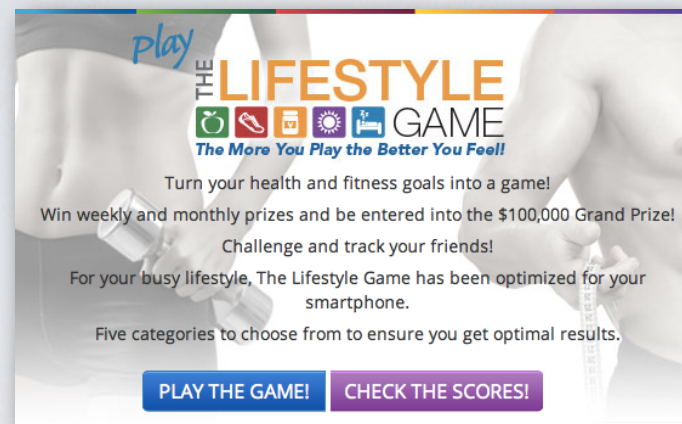 play
THE LIFESTYLE
V
Zz
GAME
The More You Play the Better You Feel!
Turn your health and fitness goals into a game!
Win weekly and monthly prizes and be entered into the $100,000 Grand Prize!
Challenge and track your friends!
For your busy lifestyle, The Lifestyle Game has been optimized for your
smartphone.
Five categories to choose from to ensure you get optimal results.
PLAY THE GAME! CHECK THE SCORES!